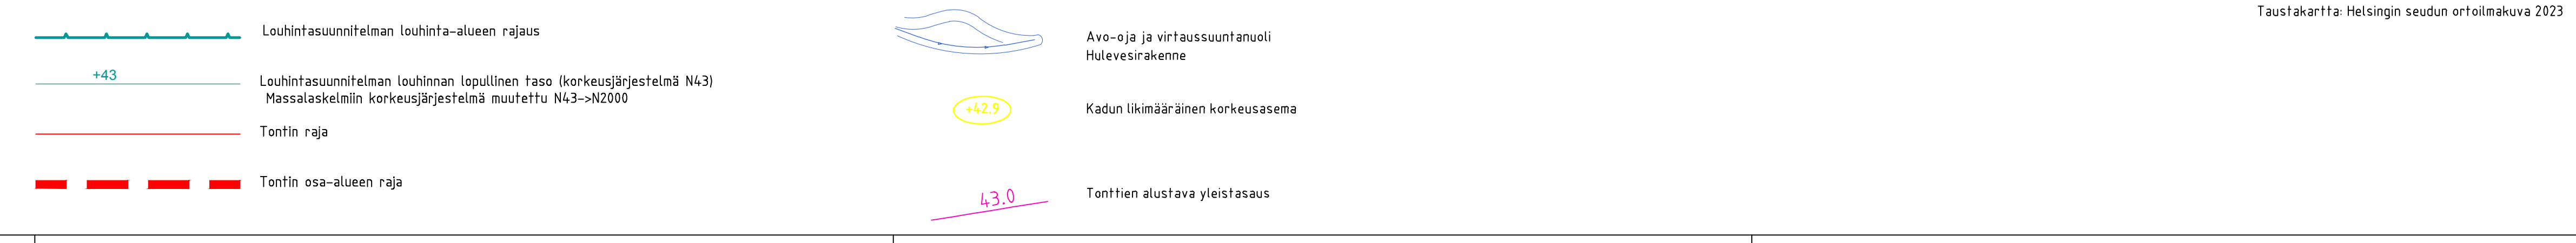 Louhintasuunnitelman louhinta-alueen rajaus
+43
Louhintasuunnitelman louhinnan lopullinen taso (korkeusjärjestelmä N43)
Massalaskelmiin korkeusjärjestelmä muutettu N43->N2000
Tontin raja
Tontin osa-alueen raja
Avo-oja ja virtaussuuntanuoli
Hulevesirakenne
+42.9
Kadun likimääräinen korkeusasema
43.0
Tonttien alustava yleistasaus
Taustakartta: Helsingin seudun ortoilmakuva 2023